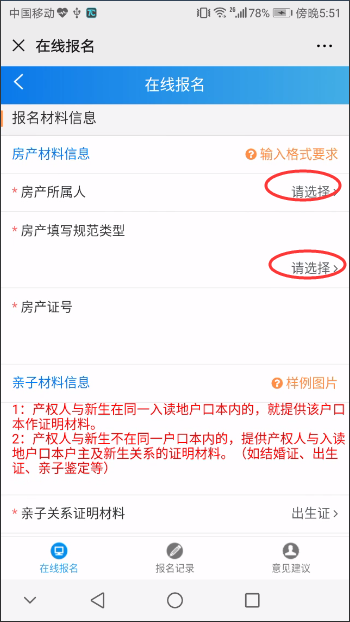 中国移动 26 78% 傍晚5:51
在线报名
在线报名
报名材料信息
房产材料信息 ? 输入格式要求
* 房产所属人 请选择
* 房产填写规范类型
请选择
* 房产证号
亲子材料信息 ? 样例图片
1：产权人与新生在同一入读地户口本内的，就提供该户口
本作证明材料。
2：产权人与新生不在同一户口本内的，提供产权人与入读
地户口本户主及新生关系的证明材料。（如结婚证、出生
证、亲子鉴定等）
* 亲子关系证明材料 出生证
在线报名 报名记录 意见建议